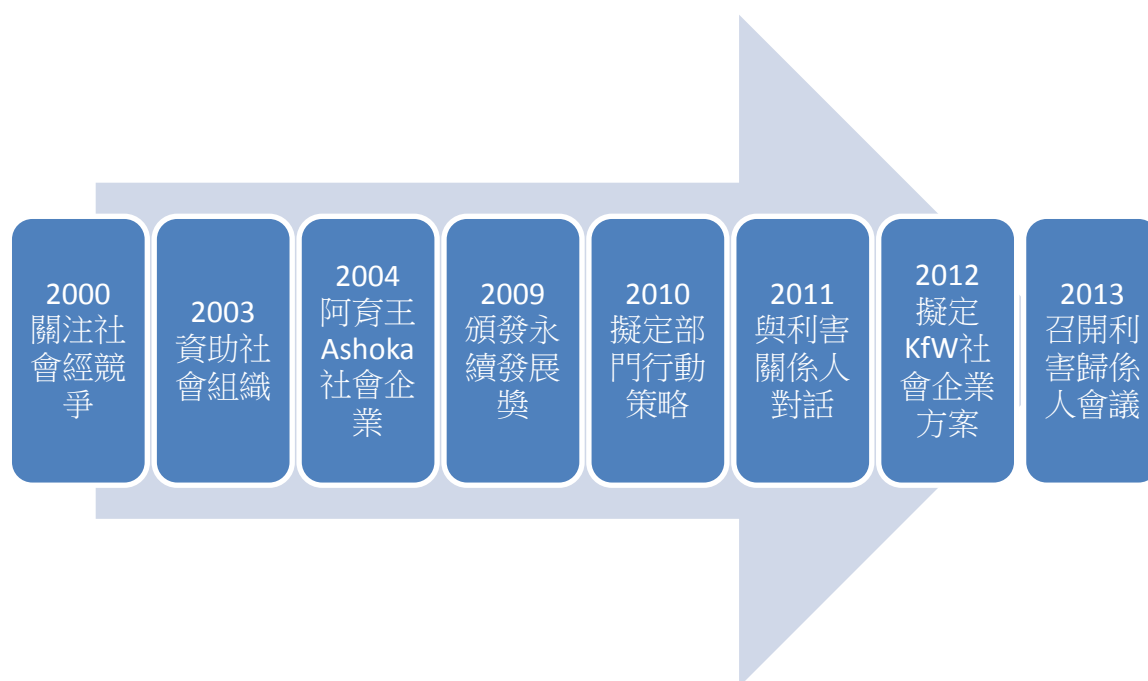 2000
關注社
會經競
爭
2003
資助社
會組織
2004
阿育王
Ashoka
社會企
業
2009
頒發永
續發展
獎
2010
擬定部
門行動
策略
2011
與利害
關係人
對話
2012
擬定
KfW社
會企業
方案
2013
召開利
害歸係
人會議